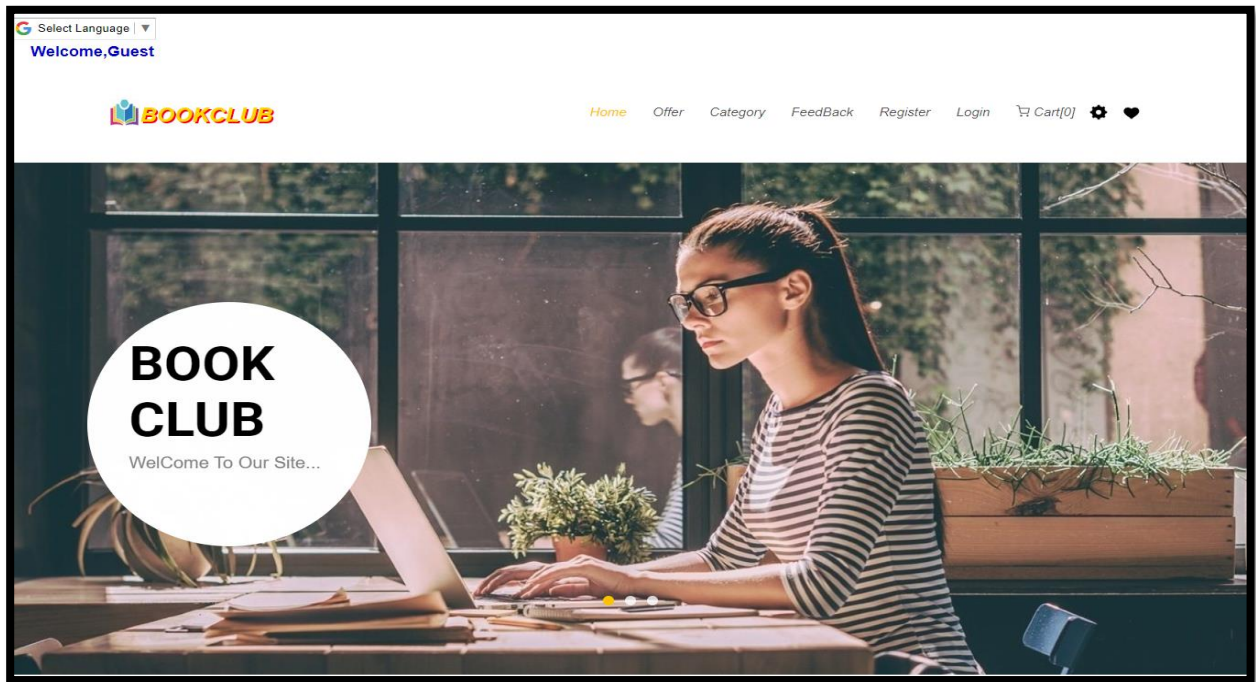 Select Language ▼
Welcome,Guest
BOOKCLUB
Home Offer Category FeedBack Register Login Cart[0]
BOOK
CLUB
WelCome To Our Site...